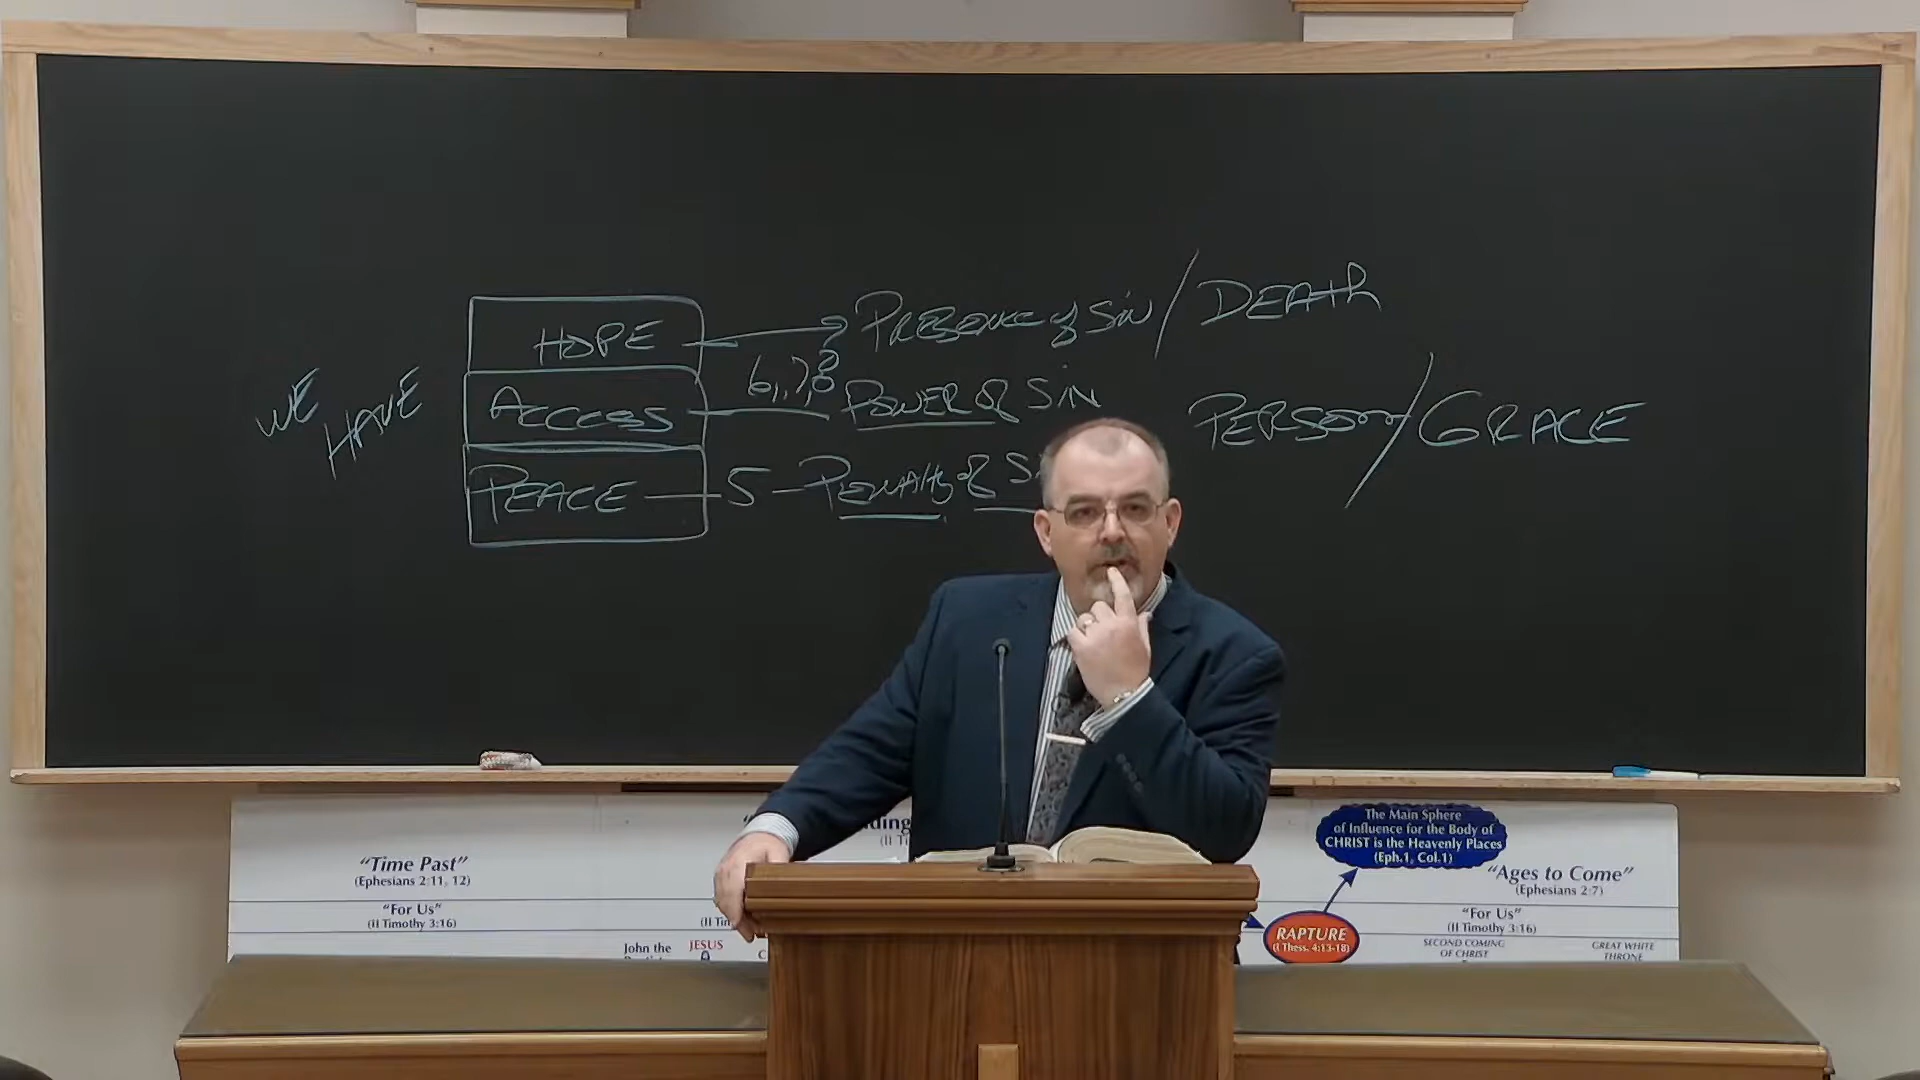 HOPE
PRESENCE of SiN / DEATH
WE
HAVE
ACCESS
6,7,8
POWER of SiN
PERSON / GRACE
PEACE
5
PENALTY of
"Time Past"
(Ephesians 2:11, 12)
"For Us"
(II Timothy 3:16)
John the
JESUS
The Main Sphere
of Influence for the Body of
CHRIST is the Heavenly Places
(Eph.1, Col.1)
"Ages to Come"
(Ephesians 2:7)
"For Us"
(II Timothy 3:16)
RAPTURE
(I Thess. 4:13-18)
SECOND COMING
OF CHRIST
GREAT WHITE
THRONE